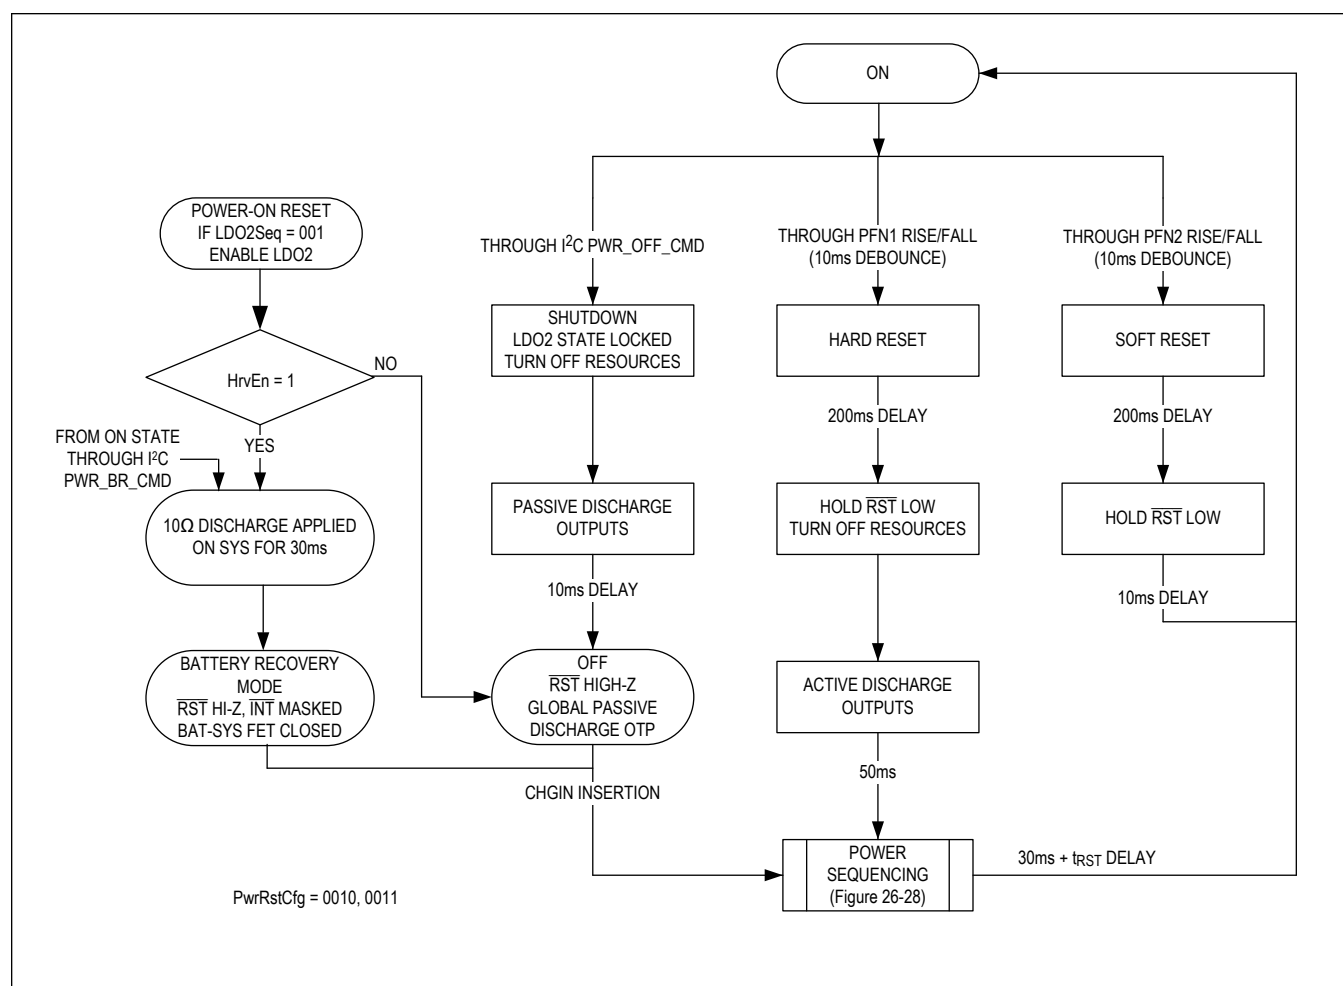 ON
POWER-ON RESET
IF LDO2Seq = 001
ENABLE LDO2
THROUGH I²C PWR_OFF_CMD
THROUGH PFN1 RISE/FALL
(10ms DEBOUNCE)
THROUGH PFN2 RISE/FALL
(10ms DEBOUNCE)
SHUTDOWN
LDO2 STATE LOCKED
TURN OFF RESOURCES
HARD RESET
SOFT RESET
HrvEn = 1
NO
YES
FROM ON STATE
THROUGH I²C
PWR_BR_CMD
200ms DELAY
200ms DELAY
10Ω DISCHARGE APPLIED
ON SYS FOR 30ms
PASSIVE DISCHARGE
OUTPUTS
HOLD R̅S̅T̅ LOW
TURN OFF RESOURCES
HOLD R̅S̅T̅ LOW
10ms DELAY
10ms DELAY
BATTERY RECOVERY
MODE
R̅S̅T̅ HI-Z, I̅N̅T̅ MASKED
BAT-SYS FET CLOSED
OFF
R̅S̅T̅ HIGH-Z
GLOBAL PASSIVE
DISCHARGE OTP
ACTIVE DISCHARGE
OUTPUTS
50ms
CHGIN INSERTION
POWER
SEQUENCING
(Figure 26-28)
30ms + tRST DELAY
PwrRstCfg = 0010, 0011